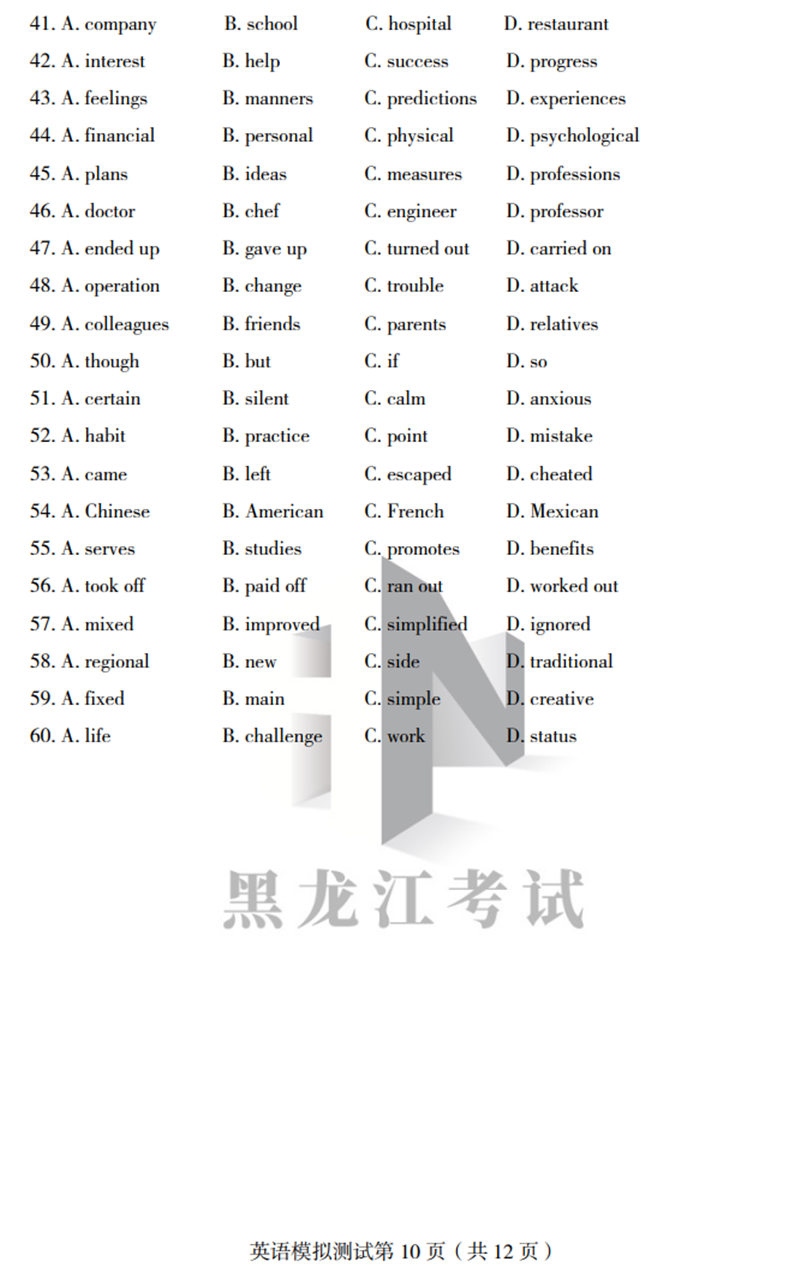 41. A. company B. school C. hospital D. restaurant
42. A. interest B. help C. success D. progress
43. A. feelings B. manners C. predictions D. experiences
44. A. financial B. personal C. physical D. psychological
45. A. plans B. ideas C. measures D. professions
46. A. doctor B. chef C. engineer D. professor
47. A. ended up B. gave up C. turned out D. carried on
48. A. operation B. change C. trouble D. attack
49. A. colleagues B. friends C. parents D. relatives
50. A. though B. but C. if D. so
51. A. certain B. silent C. calm D. anxious
52. A. habit B. practice C. point D. mistake
53. A. came B. left C. escaped D. cheated
54. A. Chinese B. American C. French D. Mexican
55. A. serves B. studies C. promotes D. benefits
56. A. took off B. paid off C. ran out D. worked out
57. A. mixed B. improved C. simplified D. ignored
58. A. regional B. new C. side D. traditional
59. A. fixed B. main C. simple D. creative
60. A. life B. challenge C. work D. status
黑龙江考试
英语模拟测试第 10 页（共 12 页）